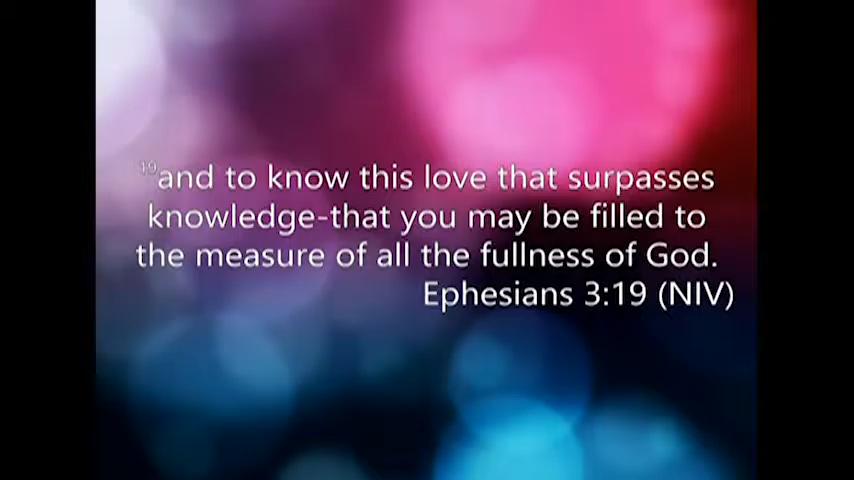 19and to know this love that surpasses
knowledge-that you may be filled to
the measure of all the fullness of God.
Ephesians 3:19 (NIV)